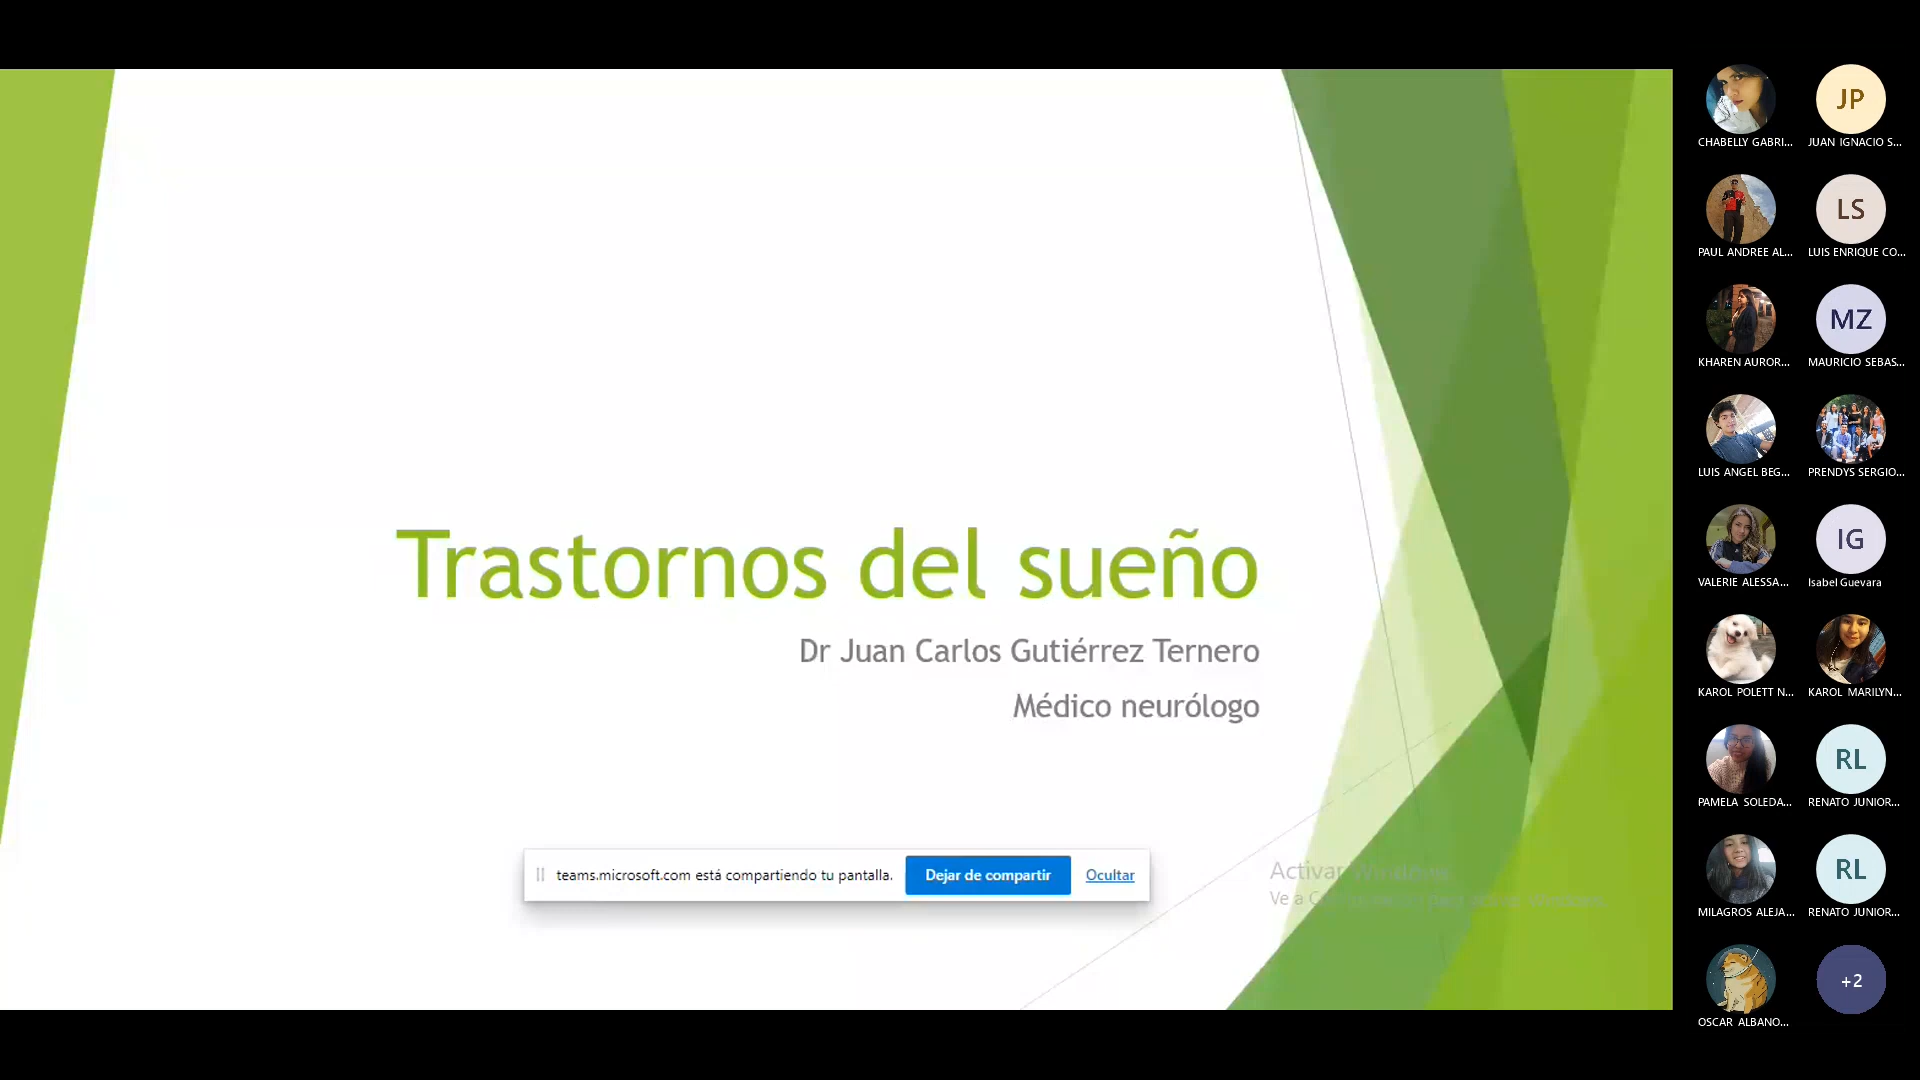 Trastornos del sueño
Dr Juan Carlos Gutiérrez Ternero
Médico neurólogo
teams.microsoft.com está compartiendo tu pantalla.
Dejar de compartir
Ocultar
Activar Windows
Ve a
CHABELLY GABRI...
JP
JUAN IGNACIO S...
PAUL ANDREE AL...
LS
LUIS ENRIQUE CO...
KHAREN AUROR...
MZ
MAURICIO SEBAS...
LUIS ANGEL BEG...
PRENDYS SERGIO...
VALERIE ALESSA...
IG
Isabel Guevara
KAROL POLETT N...
KAROL MARILYN...
PAMELA SOLEDA...
RL
RENATO JUNIOR...
MILAGROS ALEJA...
RL
RENATO JUNIOR...
OSCAR ALBANO...
+2